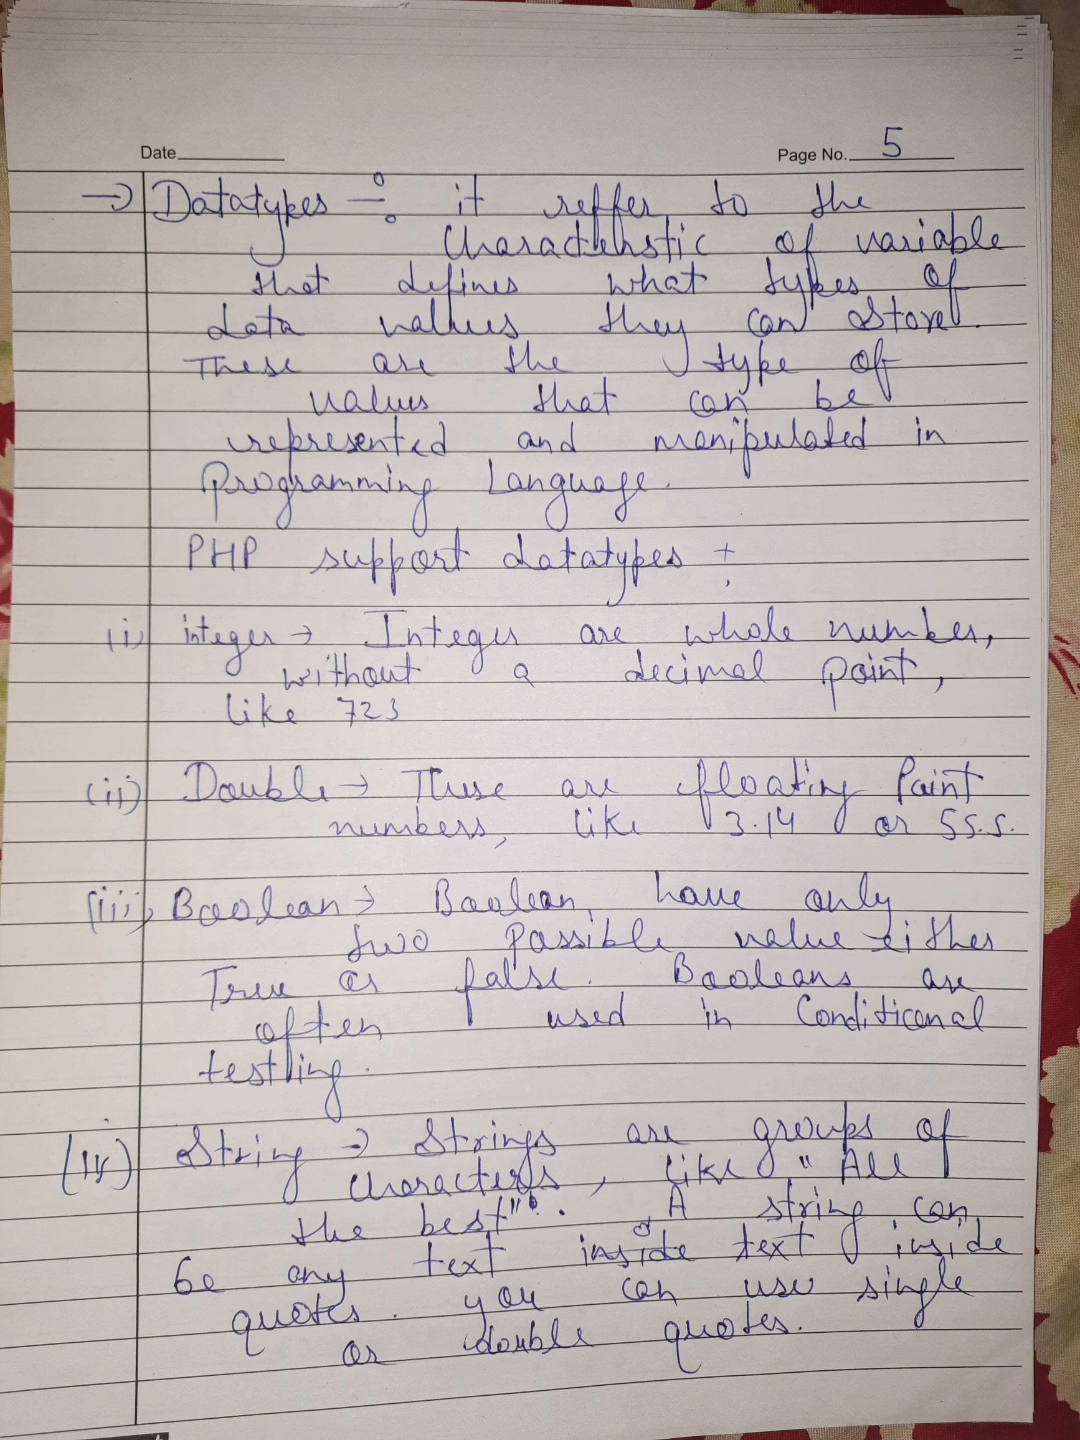 Date
Page No. 5
→ Datatypes ÷ it reffer to the
Characteristic of variable
that defines what types of
data values they can store.
These are the type of
values that can be
represented and manipulated in
Programming Language.
PHP support datatypes ÷
(i) integer → Integer are whole number,
without a decimal point,
like 723
(ii) Double → These are floating Point
numbers, like 3.14 or 55.5.
(iii) Boolean → Boolean have only
two possible value either
True or false. Booleans are
often used in Conditional
testing.
(iv) String → Strings are groups of
Characters, like "All
the best". A string can
be any text inside text inside
quotes. you can use single
or double quotes.